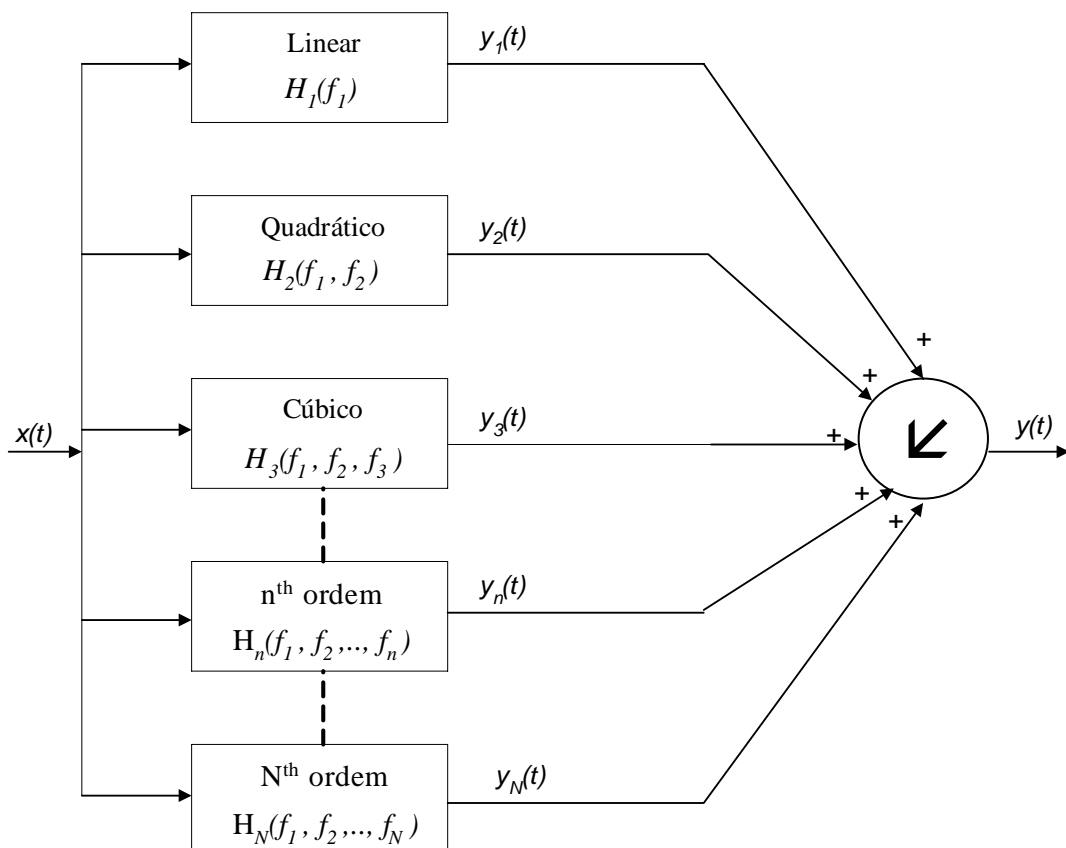 Linear
H1(f1)
y1(t)
Quadrático
H2(f1, f2)
y2(t)
+
+
Cúbico
H3(f1, f2, f3)
y3(t)
+
x(t)
y(t)
+
+
nth ordem
Hn(f1, f2,.., fn)
yn(t)
Nth ordem
HN(f1, f2,.., fN)
yN(t)